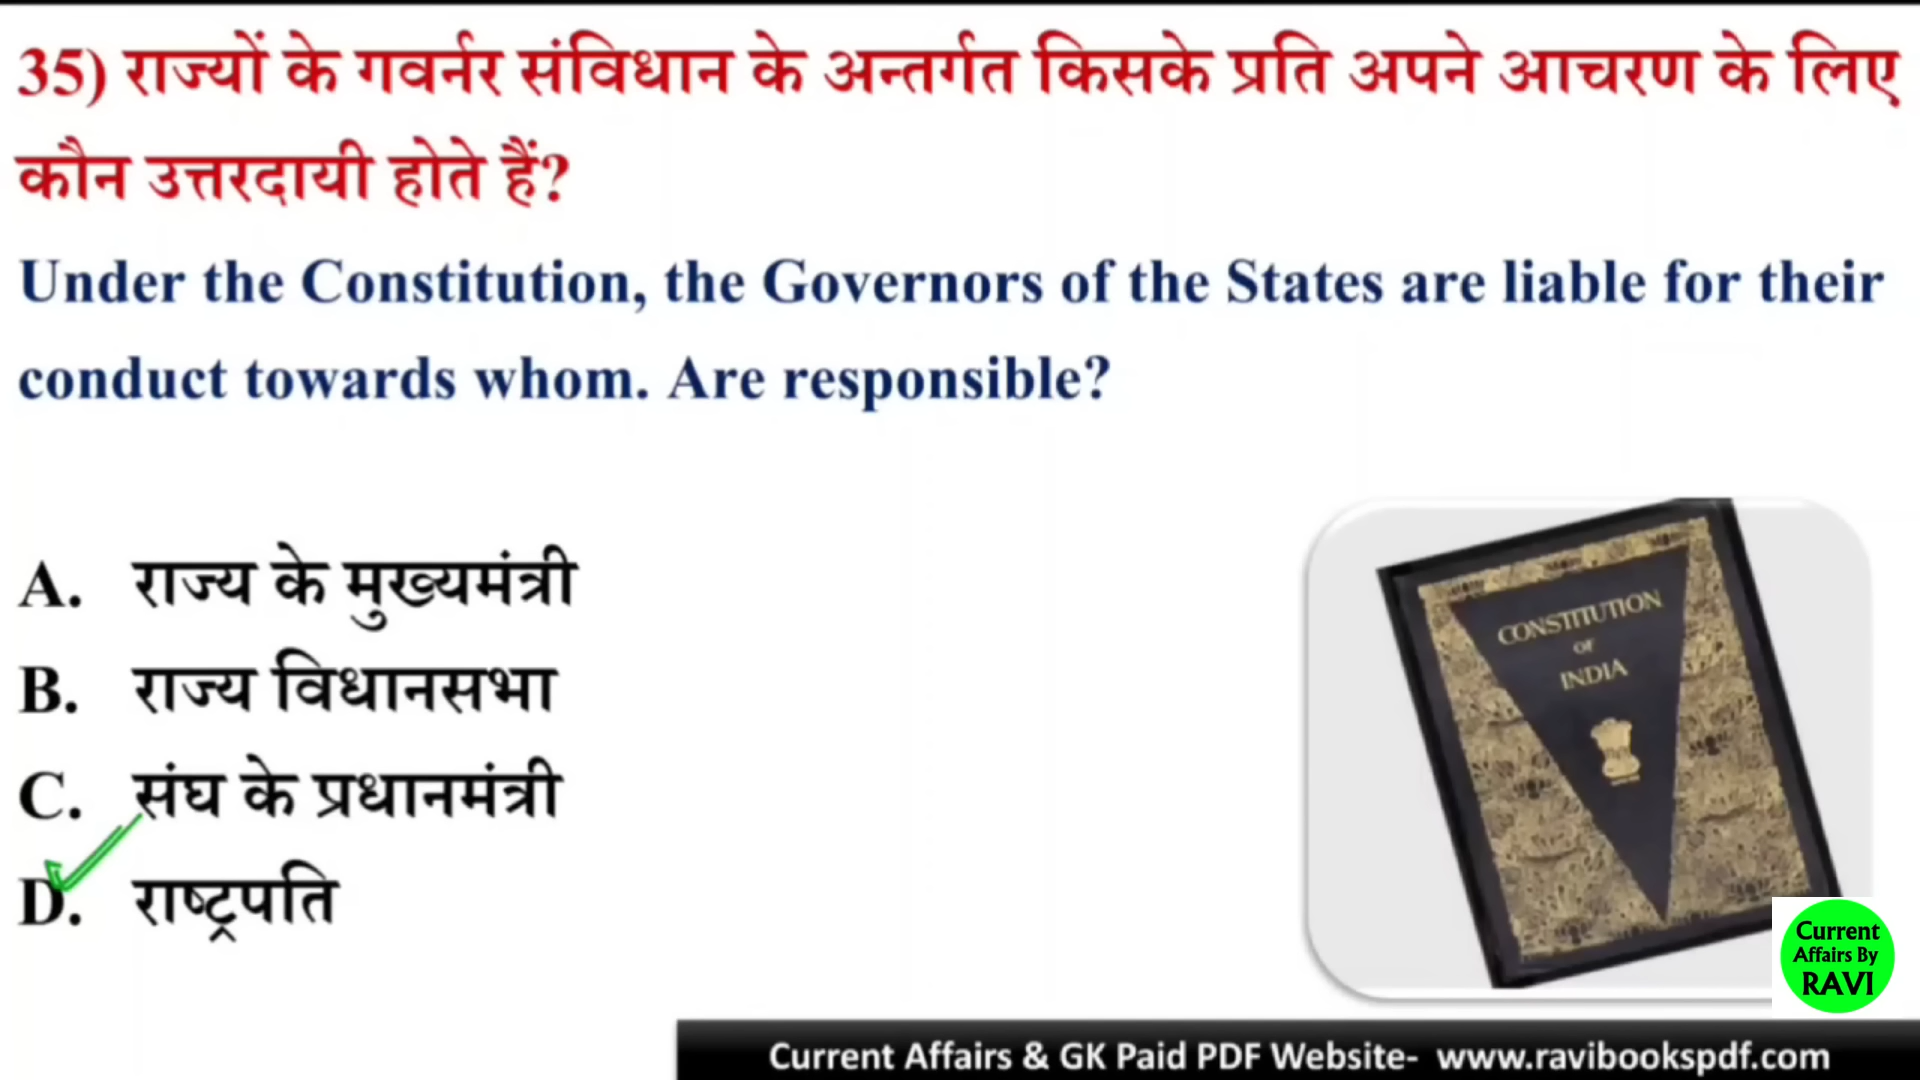 35) राज्यों के गवर्नर संविधान के अन्तर्गत किसके प्रति अपने आचरण के लिए
कौन उत्तरदायी होते हैं?
Under the Constitution, the Governors of the States are liable for their
conduct towards whom. Are responsible?
A. राज्य के मुख्यमंत्री
B. राज्य विधानसभा
C. संघ के प्रधानमंत्री
D. राष्ट्रपति
CONSTITUTION
OF
INDIA
Current
Affairs By
RAVI
Current Affairs & GK Paid PDF Website- www.ravibookspdf.com